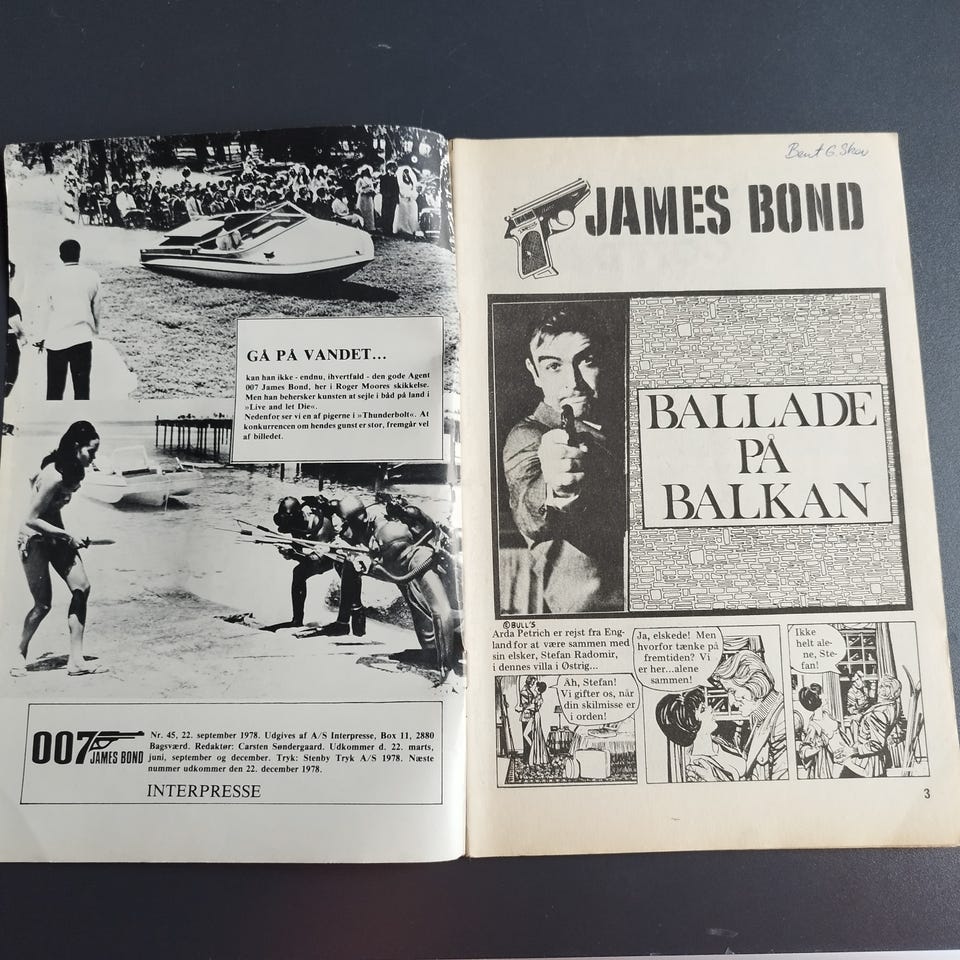 GÅ PÅ VANDET...
kan han ikke - endnu, ihvertfald - den gode Agent
007 James Bond, her i Roger Moores skikkelse.
Men han behersker kunsten at sejle i båd på land i
»Live and let Die«.
Nedenfor ser vi en af pigerne i »Thunderbolt«. At
konkurrencen om hendes gunst er stor, fremgår vel
af billedet.
007
JAMES BOND
Nr. 45, 22. september 1978. Udgives af A/S Interpresse, Box 11, 2880
Bagsværd. Redaktør: Carsten Søndergaard. Udkommer d. 22. marts,
juni, september og december. Tryk: Stenby Tryk A/S 1978. Næste
nummer udkommer den 22. december 1978.
INTERPRESSE
Bent G. Skov
JAMES BOND
BALLADE
PÅ
BALKAN
©BULL'S
Arda Petrich er rejst fra Eng-
land for at være sammen med
sin elsker, Stefan Radomir,
i dennes villa i Østrig...
Åh, Stefan!
Vi gifter os, når
din skilmisse er
i orden!
Ja, elskede! Men
hvorfor tænke på
fremtiden? Vi
er her...alene
sammen!
Ikke
helt ale-
ne, Ste-
fan!
3